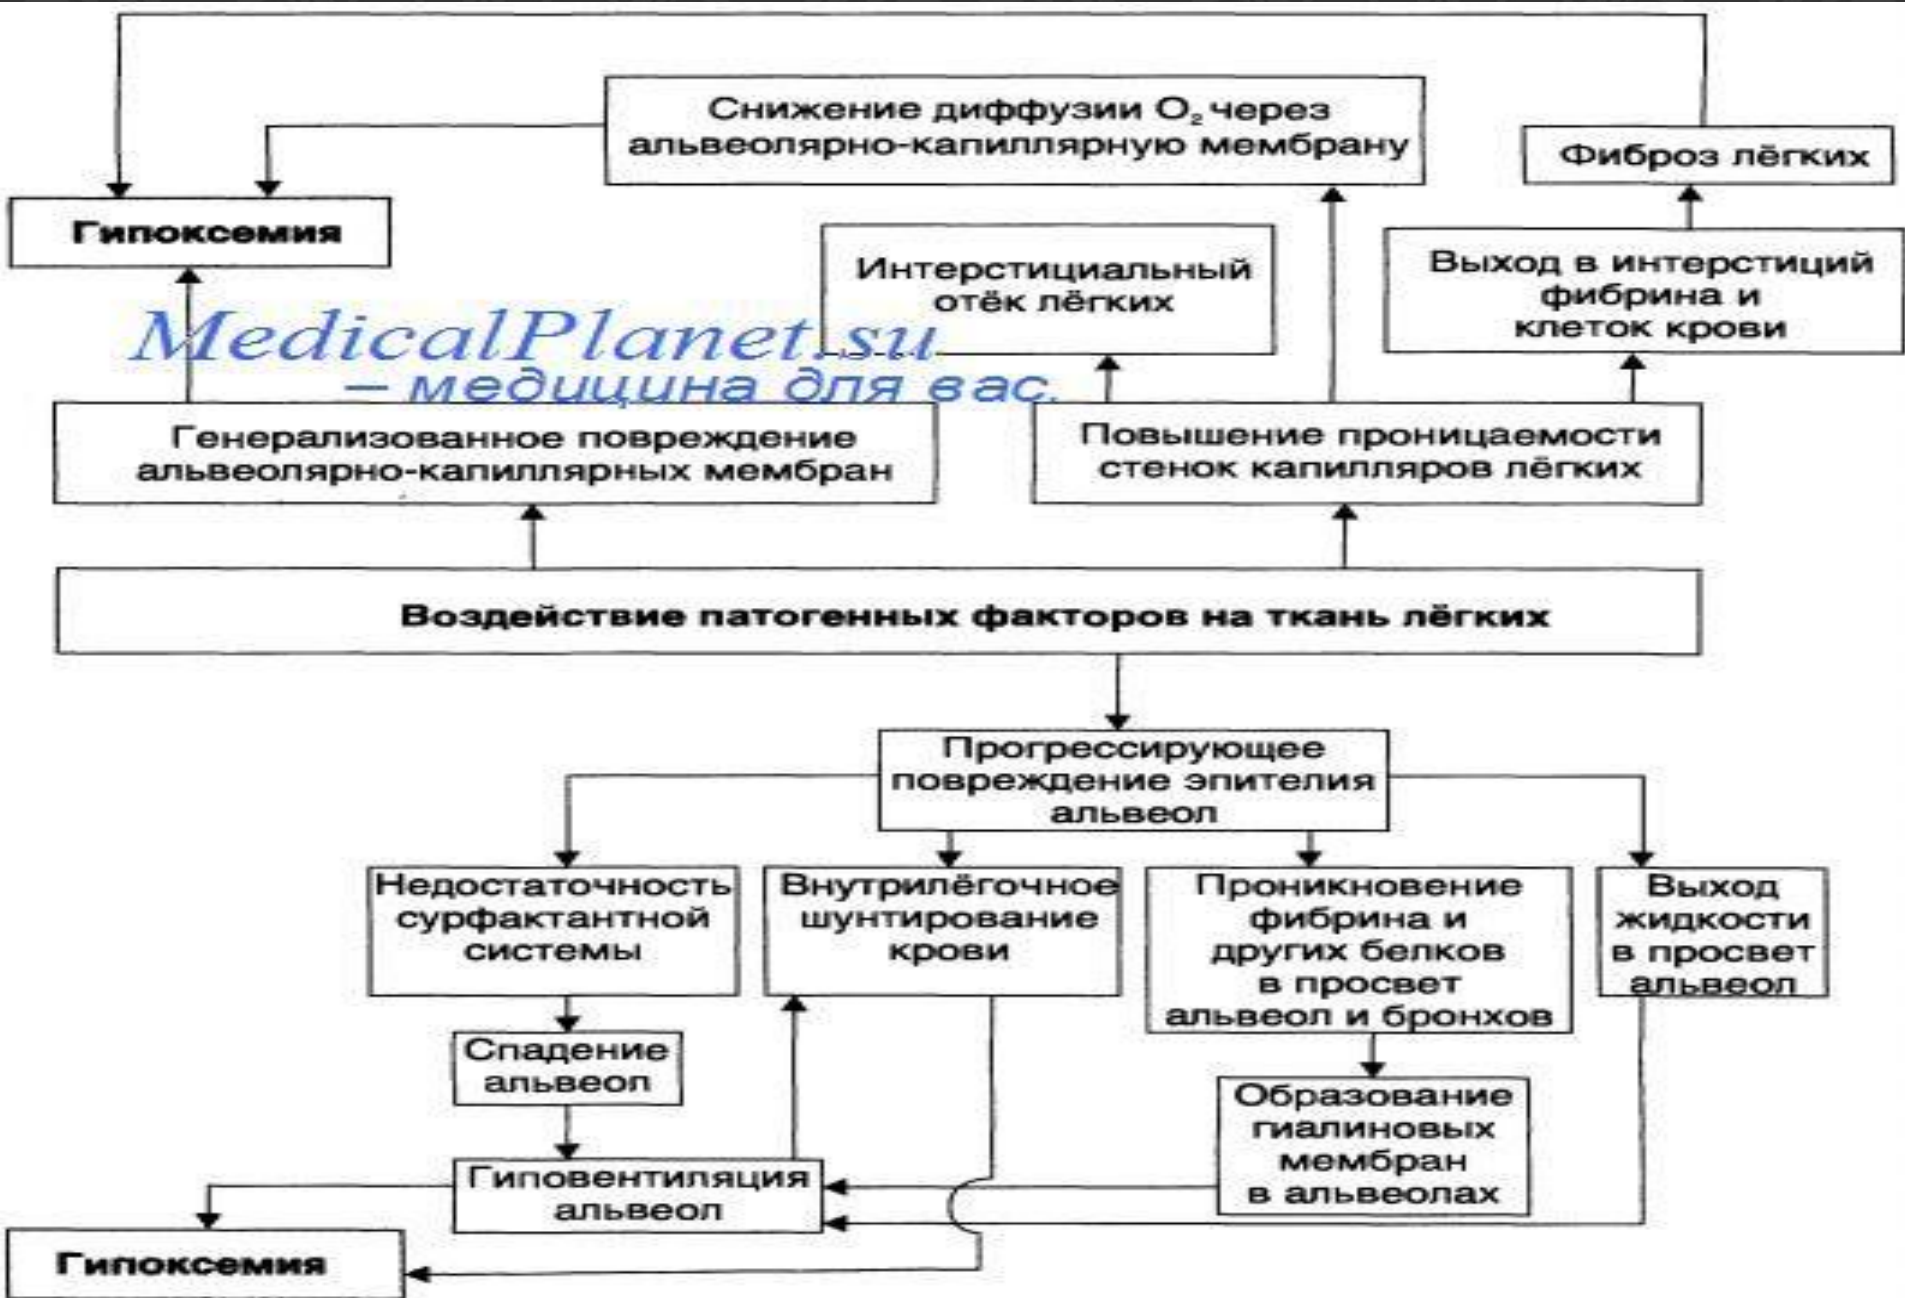 Снижение диффузии O₂ через
альвеолярно-капиллярную мембрану
Фиброз лёгких
Гипоксемия
Интерстициальный
отёк лёгких
Выход в интерстиций
фибрина и
клеток крови
MedicalPlanet.su
– медицина для вас.
Генерализованное повреждение
альвеолярно-капиллярных мембран
Повышение проницаемости
стенок капилляров лёгких
Воздействие патогенных факторов на ткань лёгких
Прогрессирующее
повреждение эпителия
альвеол
Недостаточность
сурфактантной
системы
Внутрилёгочное
шунтирование
крови
Проникновение
фибрина и
других белков
в просвет
альвеол и бронхов
Выход
жидкости
в просвет
альвеол
Спадение
альвеол
Образование
гиалиновых
мембран
в альвеолах
Гиповентиляция
альвеол
Гипоксемия